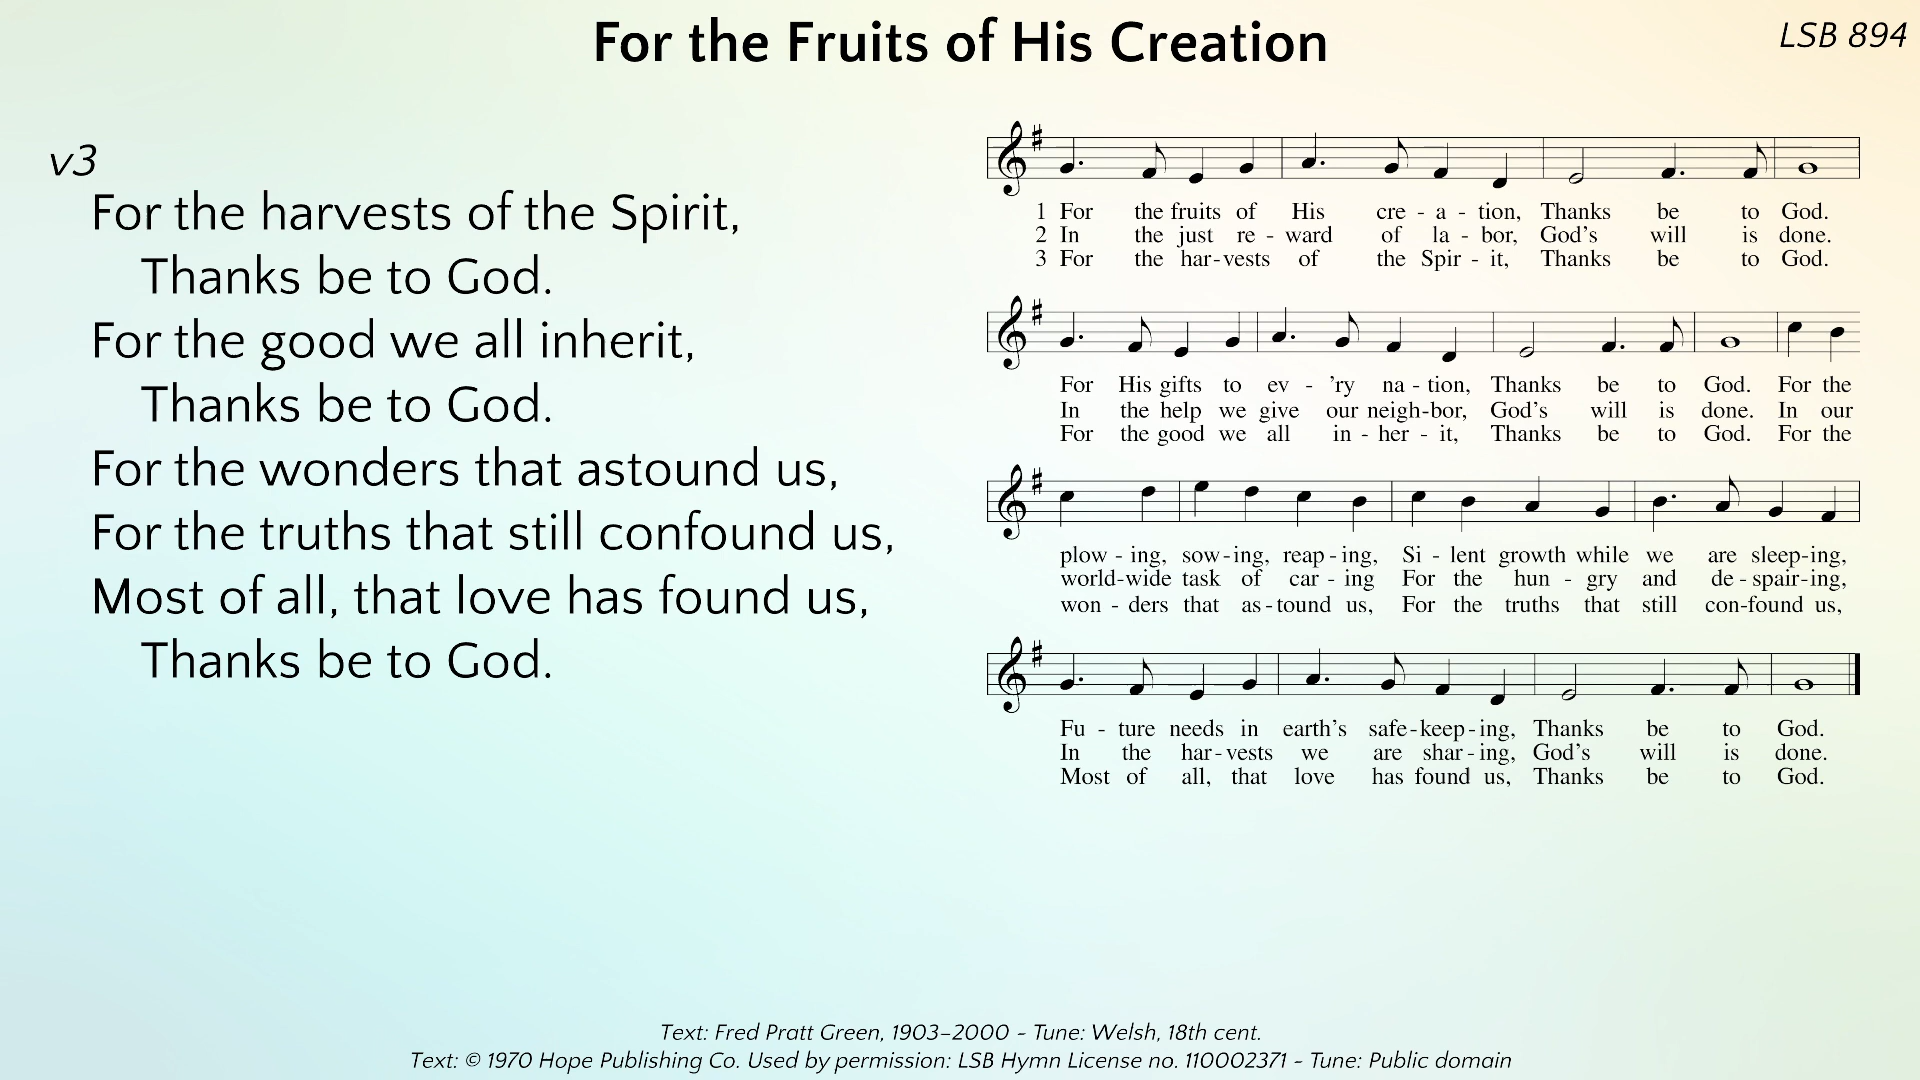 For the Fruits of His Creation
LSB 894
v3
For the harvests of the Spirit,
Thanks be to God.
For the good we all inherit,
Thanks be to God.
For the wonders that astound us,
For the truths that still confound us,
Most of all, that love has found us,
Thanks be to God.
1 For the fruits of His cre - a - tion, Thanks be to God.
2 In the just re - ward of la - bor, God's will is done.
3 For the har - vests of the Spir - it, Thanks be to God.
For His gifts to ev - 'ry na - tion, Thanks be to God. For the
In the help we give our neigh - bor, God's will is done. In our
For the good we all in - her - it, Thanks be to God. For the
plow - ing, sow - ing, reap - ing, Si - lent growth while we are sleep - ing,
world - wide task of car - ing For the hun - gry and de - spair - ing,
won - ders that as - tound us, For the truths that still con - found us,
Fu - ture needs in earth's safe - keep - ing, Thanks be to God.
In the har - vests we are shar - ing, God's will is done.
Most of all, that love has found us, Thanks be to God.
Text: Fred Pratt Green, 1903–2000 ~ Tune: Welsh, 18th cent.
Text: © 1970 Hope Publishing Co. Used by permission: LSB Hymn License no. 110002371 ~ Tune: Public domain